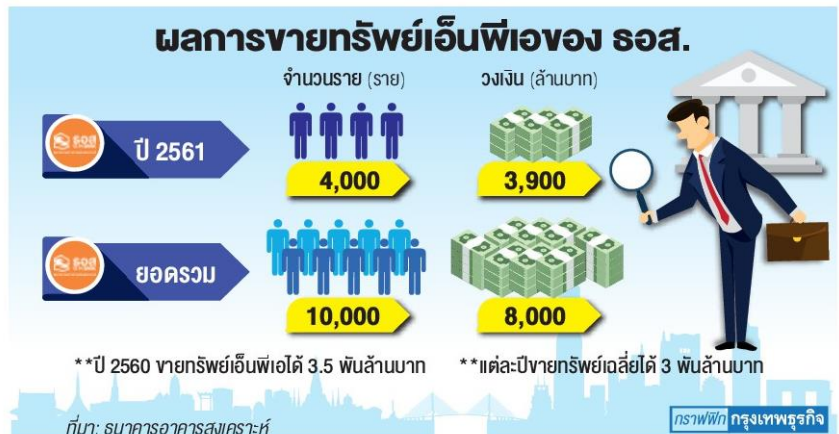 ผลการขายทรัพย์เอ็นพีเอของ ธอส.
จำนวนราย (ราย) วงเงิน (ล้านบาท)
ธอส ปี 2561 4,000 3,900
ธอส ยอดรวม 10,000 8,000
**ปี 2560 ขายทรัพย์เอ็นพีเอได้ 3.5 พันล้านบาท **แต่ละปีขายทรัพย์เฉลี่ยได้ 3 พันล้านบาท
ที่มา: ธนาคารอาคารสงเคราะห์ กราฟฟิก กรุงเทพธุรกิจ